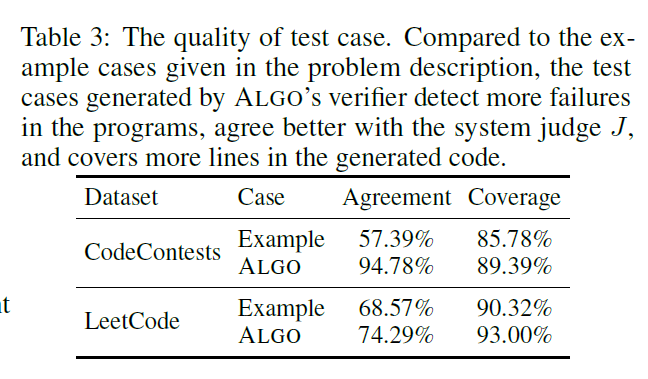 Table 3: The quality of test case. Compared to the ex-
ample cases given in the problem description, the test
cases generated by ALGO's verifier detect more failures
in the programs, agree better with the system judge J,
and covers more lines in the generated code.
Dataset Case Agreement Coverage
CodeContests Example 57.39% 85.78%
ALGO 94.78% 89.39%
LeetCode Example 68.57% 90.32%
ALGO 74.29% 93.00%